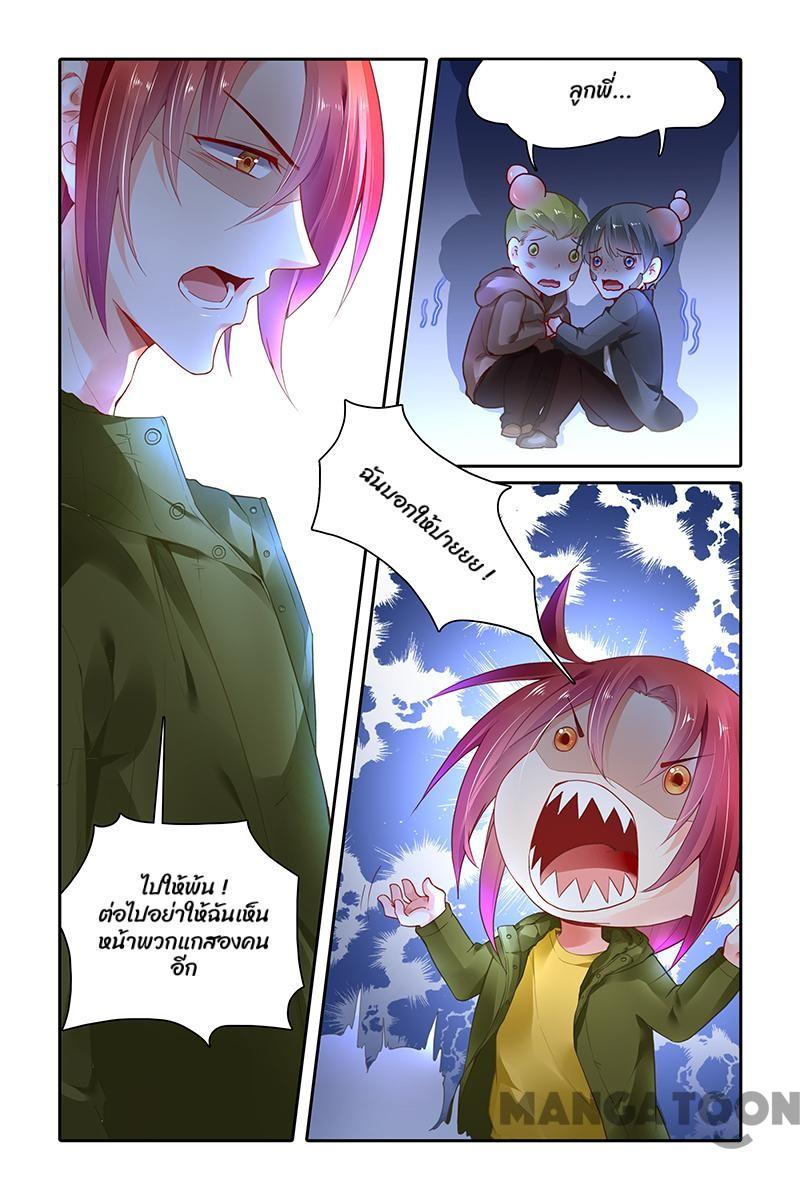 ไปให้พ้น !
ต่อไปอย่าให้ฉันเห็น
หน้าพวกแกสองคน
อีก
ลูกพี่...
ฉันบอกให้ปายยย !
MANGATOON